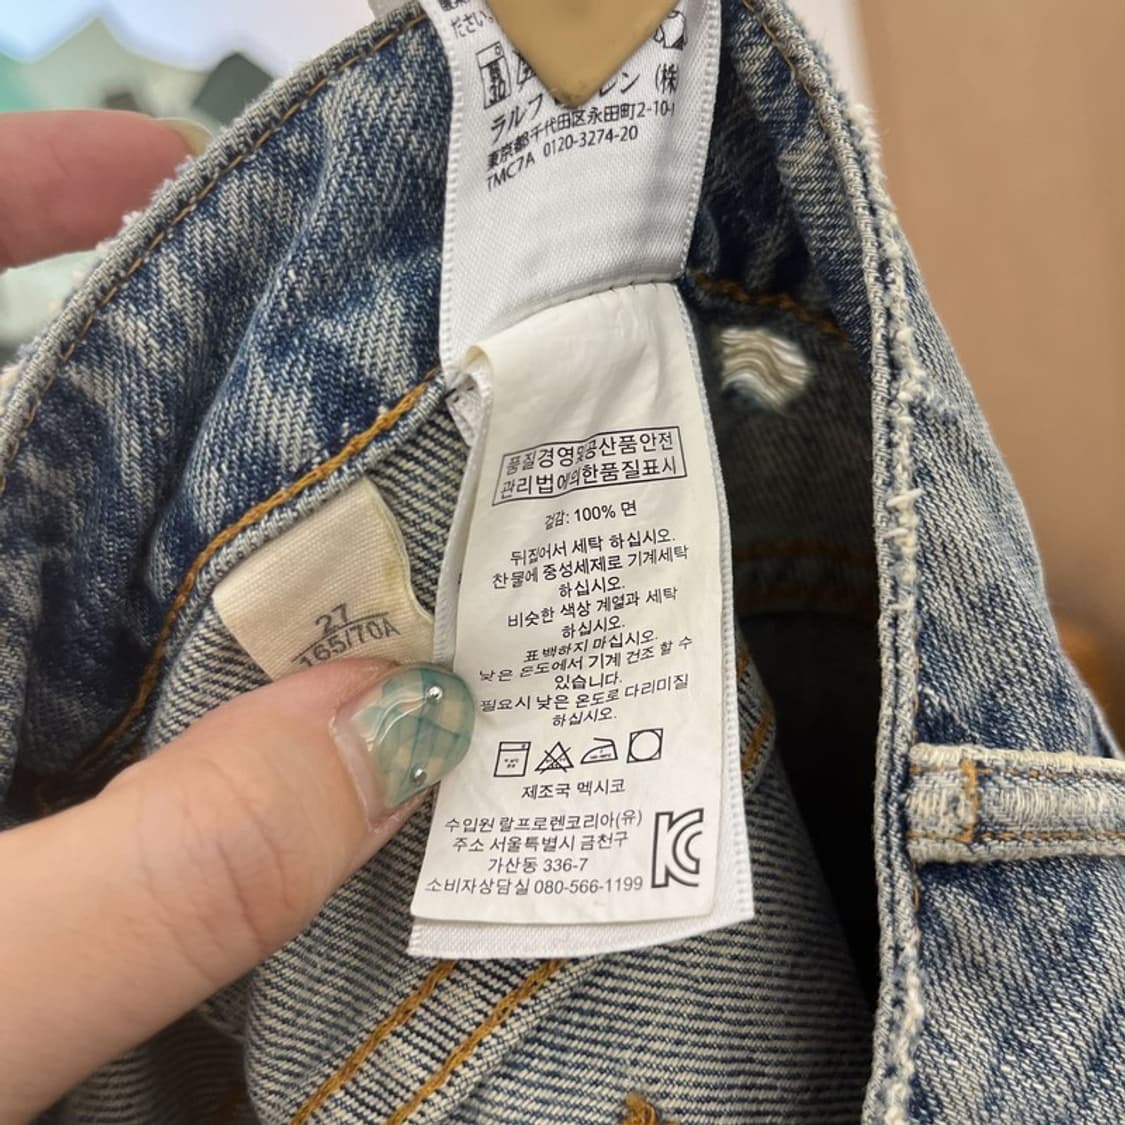 ださい。
30
ラルフ
レン (株)
東京都千代田区永田町2-10-
TMC7A 0120-3274-20
품질경영및공산품안전
관리법에의한품질표시
겉감: 100% 면
뒤집어서 세탁 하십시오.
찬물에 중성세제로 기계세탁
하십시오.
비슷한 색상 계열과 세탁
하십시오.
표백하지 마십시오.
낮은 온도에서 기계 건조 할 수
있습니다.
필요시 낮은 온도로 다리미질
하십시오.
제조국 멕시코
수입원 랄프로렌코리아(유)
주소 서울특별시 금천구
가산동 336-7
소비자상담실 080-566-1199
KC
27
165/70A